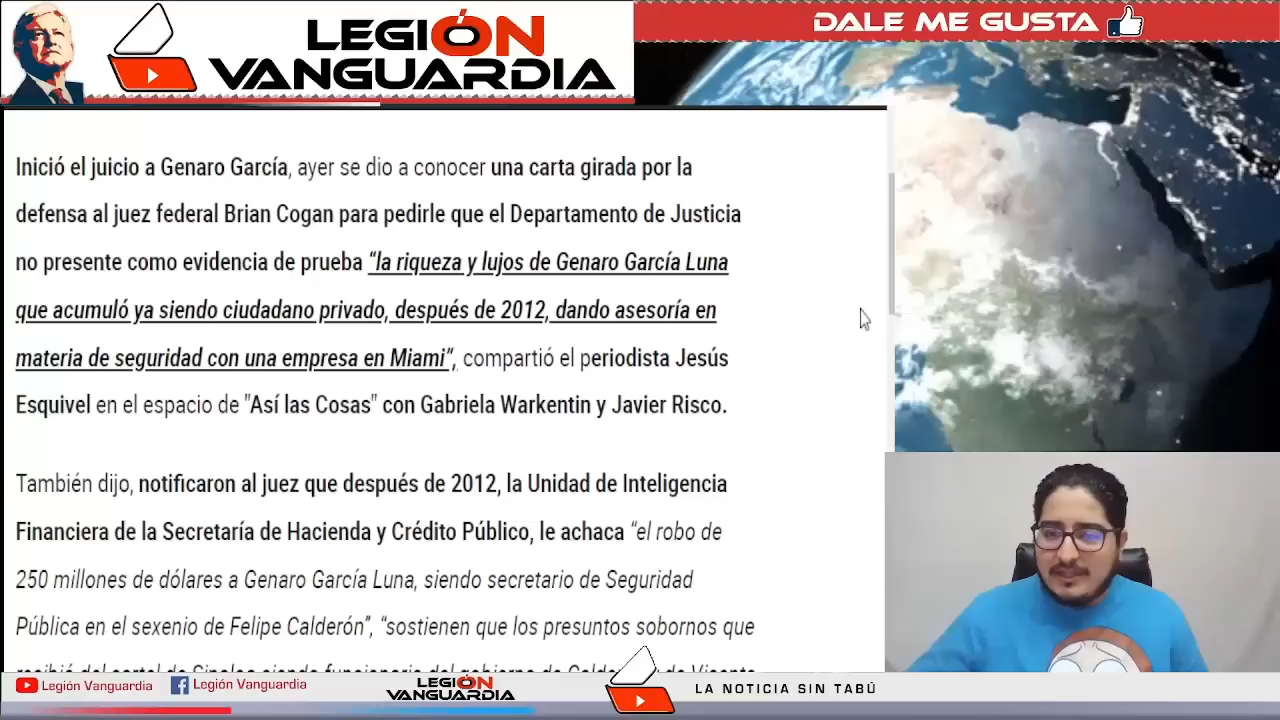 LEGIÓN
VANGUARDIA
DALE ME GUSTA
Inició el juicio a Genaro García, ayer se dio a conocer una carta girada por la
defensa al juez federal Brian Cogan para pedirle que el Departamento de Justicia
no presente como evidencia de prueba “la riqueza y lujos de Genaro García Luna
que acumuló ya siendo ciudadano privado, después de 2012, dando asesoría en
materia de seguridad con una empresa en Miami”, compartió el periodista Jesús
Esquivel en el espacio de "Así las Cosas" con Gabriela Warkentin y Javier Risco.
También dijo, notificaron al juez que después de 2012, la Unidad de Inteligencia
Financiera de la Secretaría de Hacienda y Crédito Público, le achaca “el robo de
250 millones de dólares a Genaro García Luna, siendo secretario de Seguridad
Pública en el sexenio de Felipe Calderón”, “sostienen que los presuntos sobornos que
Legión Vanguardia
Legión Vanguardia
LEGIÓN
VANGUARDIA
LA NOTICIA SIN TABÚ